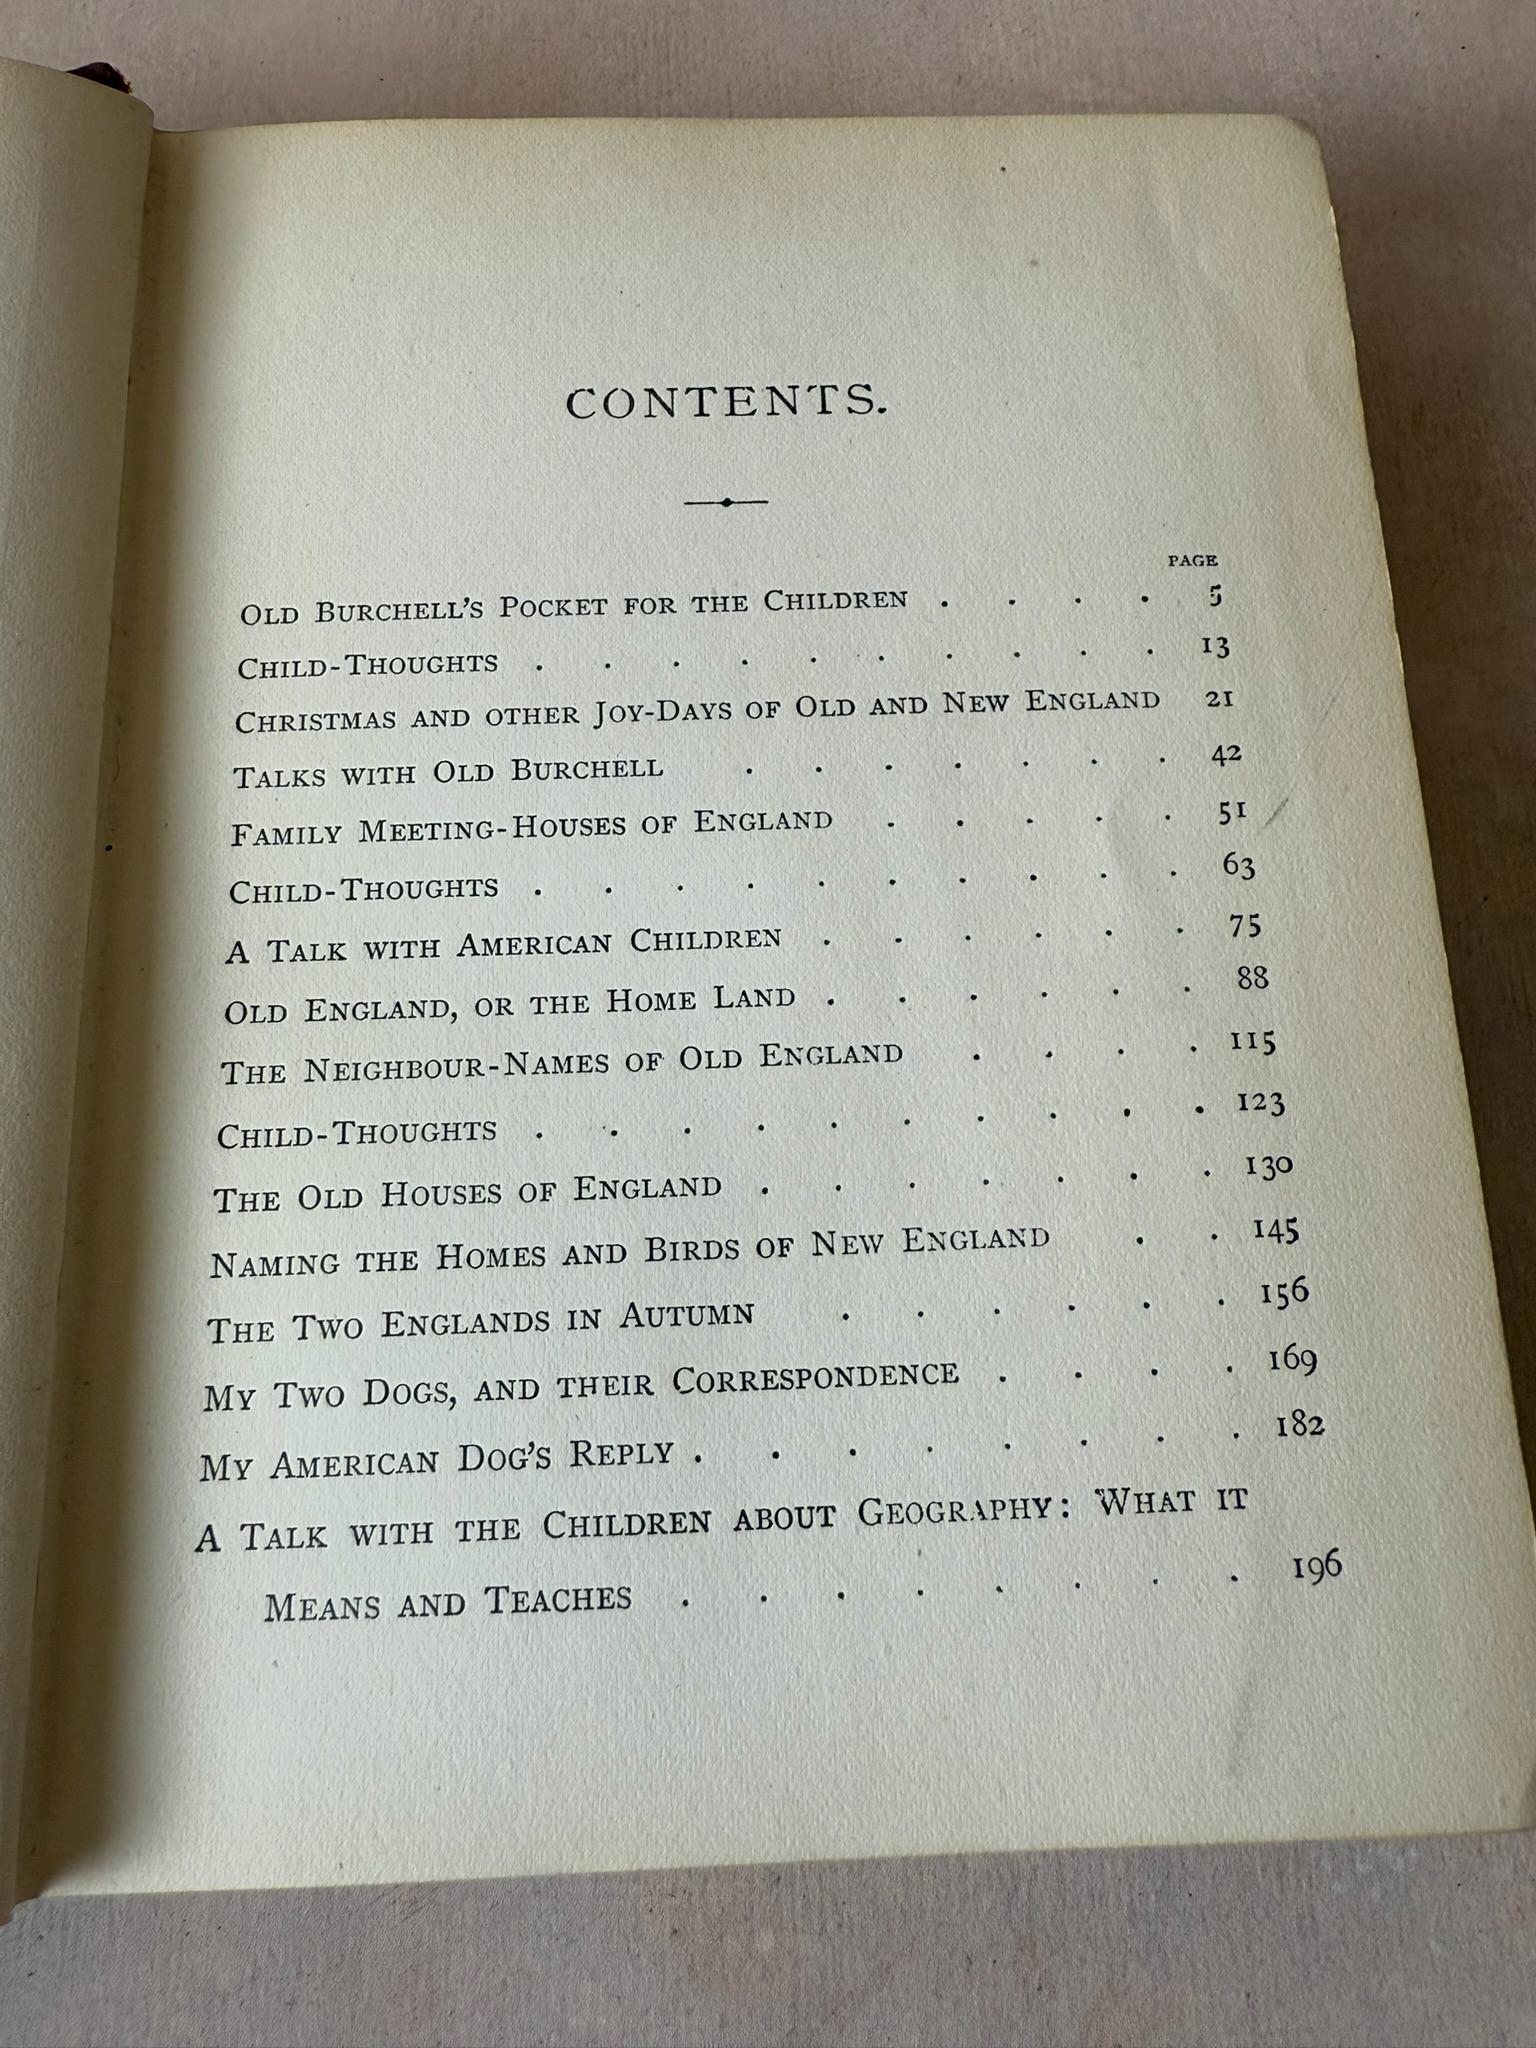 CONTENTS.
PAGE
OLD BURCHELL'S POCKET FOR THE CHILDREN . . . . 5
CHILD-THOUGHTS . . . . . . . . . . 13
CHRISTMAS AND OTHER JOY-DAYS OF OLD AND NEW ENGLAND 21
TALKS WITH OLD BURCHELL . . . . . . . 42
FAMILY MEETING-HOUSES OF ENGLAND . . . . . 51
CHILD-THOUGHTS . . . . . . . . . . 63
A TALK WITH AMERICAN CHILDREN . . . . . . 75
OLD ENGLAND, OR THE HOME LAND . . . . . . 88
THE NEIGHBOUR-NAMES OF OLD ENGLAND . . . . 115
CHILD-THOUGHTS . . . . . . . . . . 123
THE OLD HOUSES OF ENGLAND . . . . . . . 130
NAMING THE HOMES AND BIRDS OF NEW ENGLAND . . 145
THE TWO ENGLANDS IN AUTUMN . . . . . . 156
MY TWO DOGS, AND THEIR CORRESPONDENCE . . . . 169
MY AMERICAN DOG'S REPLY . . . . . . . . 182
A TALK WITH THE CHILDREN ABOUT GEOGRAPHY: WHAT IT
MEANS AND TEACHES . . . . . . . . 196